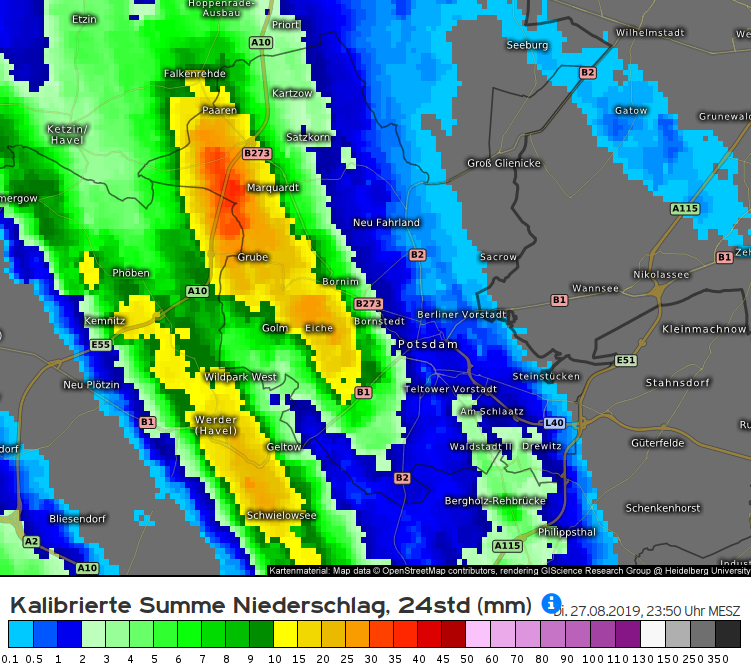 Hoppenrade-
Ausbau
Etzin
Priort
A10
Wilhelmstadt
Seeburg
Falkenrehde
B2
Kartzow
Paaren
Gatow
Grunewald
Ketzin/
Havel
Satzkorn
B273
Groß Glienicke
Marquardt
mergow
A115
Neu Fahrland
B2
Grube
Sacrow
B1
Phöben
Nikolassee
Bornim
Wannsee
A10
B273
B1
Kemnitz
Golm
Eiche
Bornstedt
Berliner Vorstadt
Kleinmachnow
E55
Potsdam
E51
Wildpark West
Steinstücken
Stahnsdorf
Neu Plötzin
B1
Teltower Vorstadt
Am Schlaatz
B1
Werder
(Havel)
L40
dorf
Geltow
Waldstadt II
Drewitz
Güterfelde
B2
Bergholz-Rehbrücke
Schenkenhorst
Bliesendorf
Schwielowsee
Philippsthal
A2
A115
A10
Kartenmaterial: Map data © OpenStreetMap contributors, rendering GIScience Research Group @ Heidelberg University
Kalibrierte Summe Niederschlag, 24std (mm)
Di, 27.08.2019, 23:50 Uhr MESZ
0.1 0.5 1 2 3 4 5 6 7 8 9 10 15 20 25 30 35 40 45 50 60 70 80 90 100 110 130 150 250 350